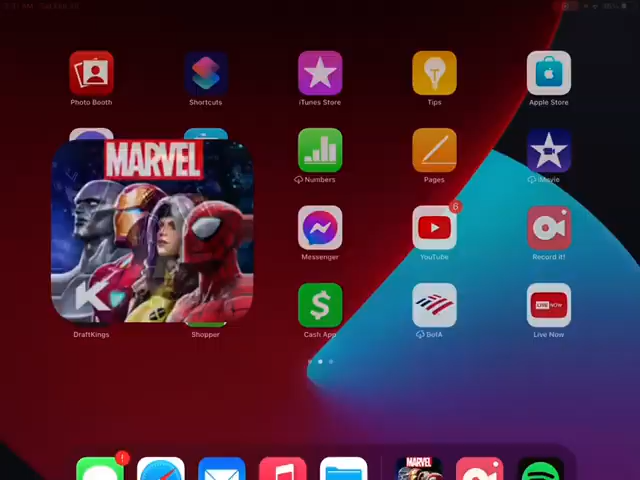 Photo Booth
Shortcuts
iTunes Store
Tips
Apple Store
MARVEL
Numbers
Pages
iMovie
Messenger
6
YouTube
Record it!
K
DraftKings
Shopper
$
Cash App
BofA
LIVE NOW
Live Now
!
MARVEL